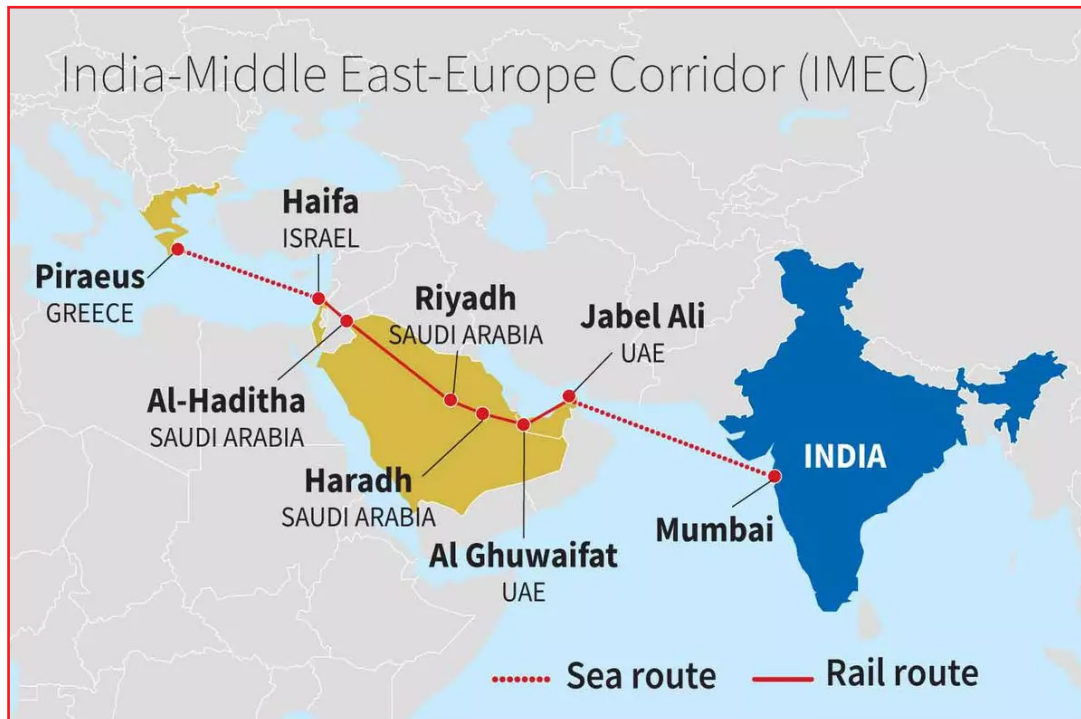 India-Middle East-Europe Corridor (IMEC)
Haifa
ISRAEL
Piraeus
GREECE
Riyadh
SAUDI ARABIA
Jabel Ali
UAE
Al-Haditha
SAUDI ARABIA
INDIA
Haradh
SAUDI ARABIA
Mumbai
Al Ghuwaifat
UAE
Sea route
Rail route